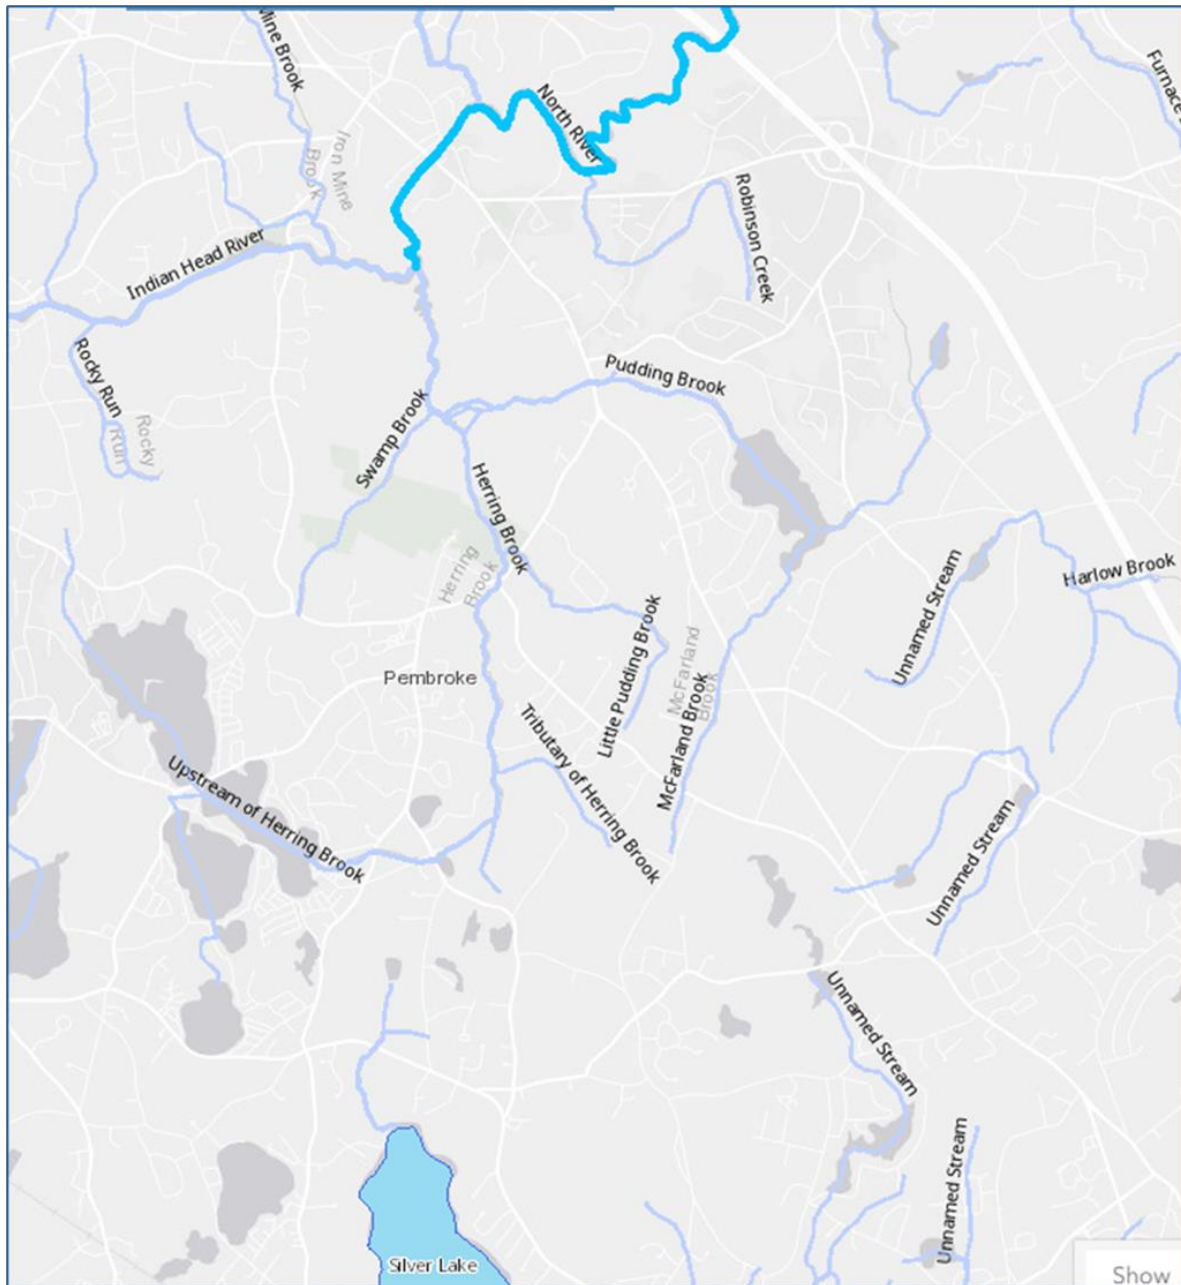 Mine Brook
Furnace
North River
Iron Mine
Brook
Robinson Creek
Indian Head River
Rocky Run
Rocky
Run
Pudding Brook
Swamp Brook
Herring Brook
Herring
Brook
Harlow Brook
Unnamed Stream
Little Pudding Brook
McFarland
Brook
McFarland Brook
Pembroke
Tributary of Herring Brook
Upstream of Herring Brook
Unnamed Stream
Unnamed Stream
Unnamed Stream
Silver Lake
Show